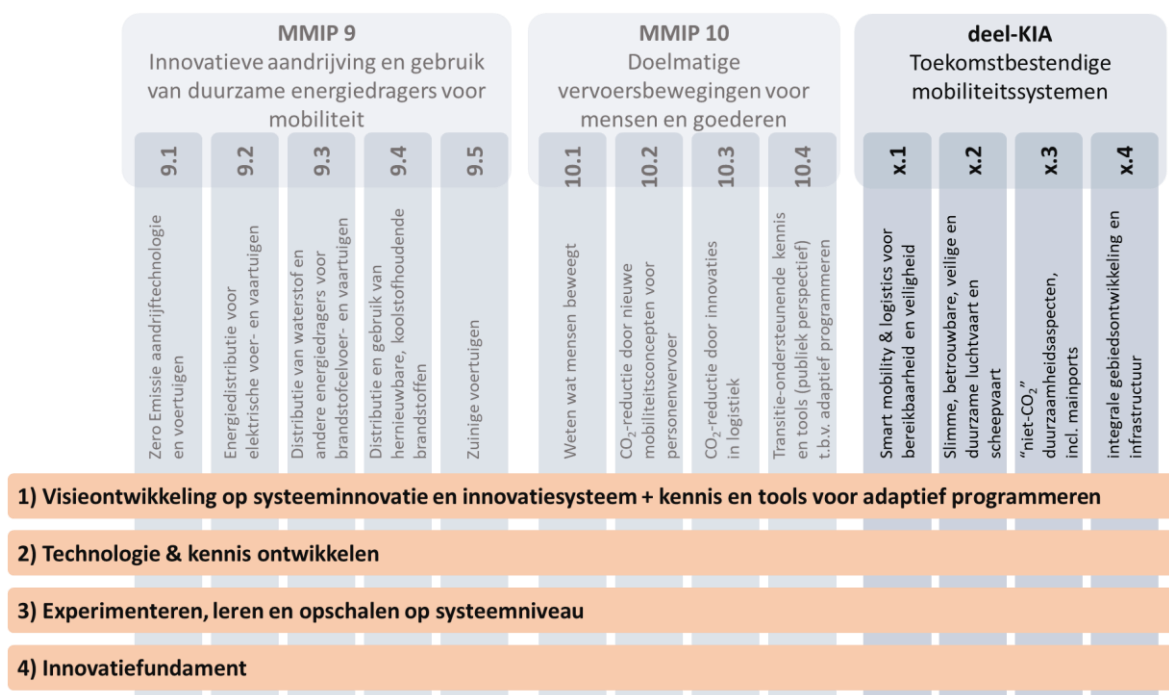 MMIP 9
Innovatieve aandrijving en gebruik
van duurzame energiedragers voor
mobiliteit
MMIP 10
Doelmatige
vervoersbewegingen voor
mensen en goederen
deel-KIA
Toekomstbestendige
mobiliteitssystemen
9.1
9.2
9.3
9.4
9.5
10.1
10.2
10.3
10.4
x.1
x.2
x.3
x.4
Zero Emissie aandrijftechnologie
en voertuigen
Energiedistributie voor
elektrische voer- en vaartuigen
Distributie van waterstof en
andere energiedragers voor
brandstofcelvoer- en vaartuigen
Distributie en gebruik van
hernieuwbare, koolstofhoudende
brandstoffen
Zuinige voertuigen
Weten wat mensen beweegt
CO₂-reductie door nieuwe
mobiliteitsconcepten voor
personenvervoer
CO₂-reductie door innovaties
in logistiek
Transitie-ondersteunende kennis
en tools (publiek perspectief)
t.b.v. adaptief programmeren
Smart mobility & logistics voor
bereikbaarheid en veiligheid
Slimme, betrouwbare, veilige en
duurzame luchtvaart en
scheepvaart
“niet-CO₂”
duurzaamheidsaspecten,
incl. mainports
integrale gebiedsontwikkeling en
infrastructuur
1) Visieontwikkeling op systeeminnovatie en innovatiesysteem + kennis en tools voor adaptief programmeren
2) Technologie & kennis ontwikkelen
3) Experimenteren, leren en opschalen op systeemniveau
4) Innovatiefundament